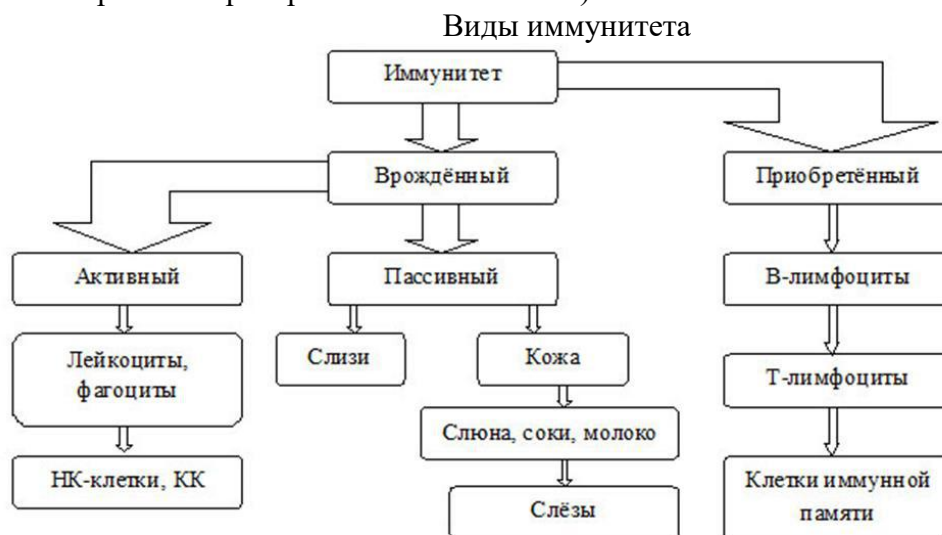 Виды иммунитета
Иммунитет
Врождённый
Приобретённый
Активный
Пассивный
В-лимфоциты
Лейкоциты,
фагоциты
Слизи
Кожа
Т-лимфоциты
Слюна, соки, молоко
НК-клетки, КК
Слёзы
Клетки иммунной
памяти